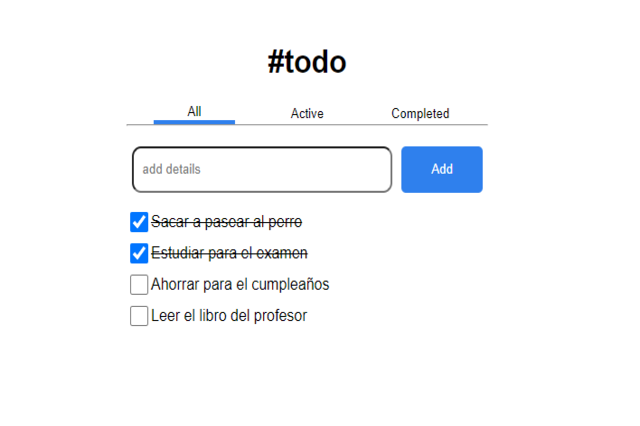 #todo
All Active Completed
add details Add
Sacar a pasear al perro
Estudiar para el examen
Ahorrar para el cumpleaños
Leer el libro del profesor